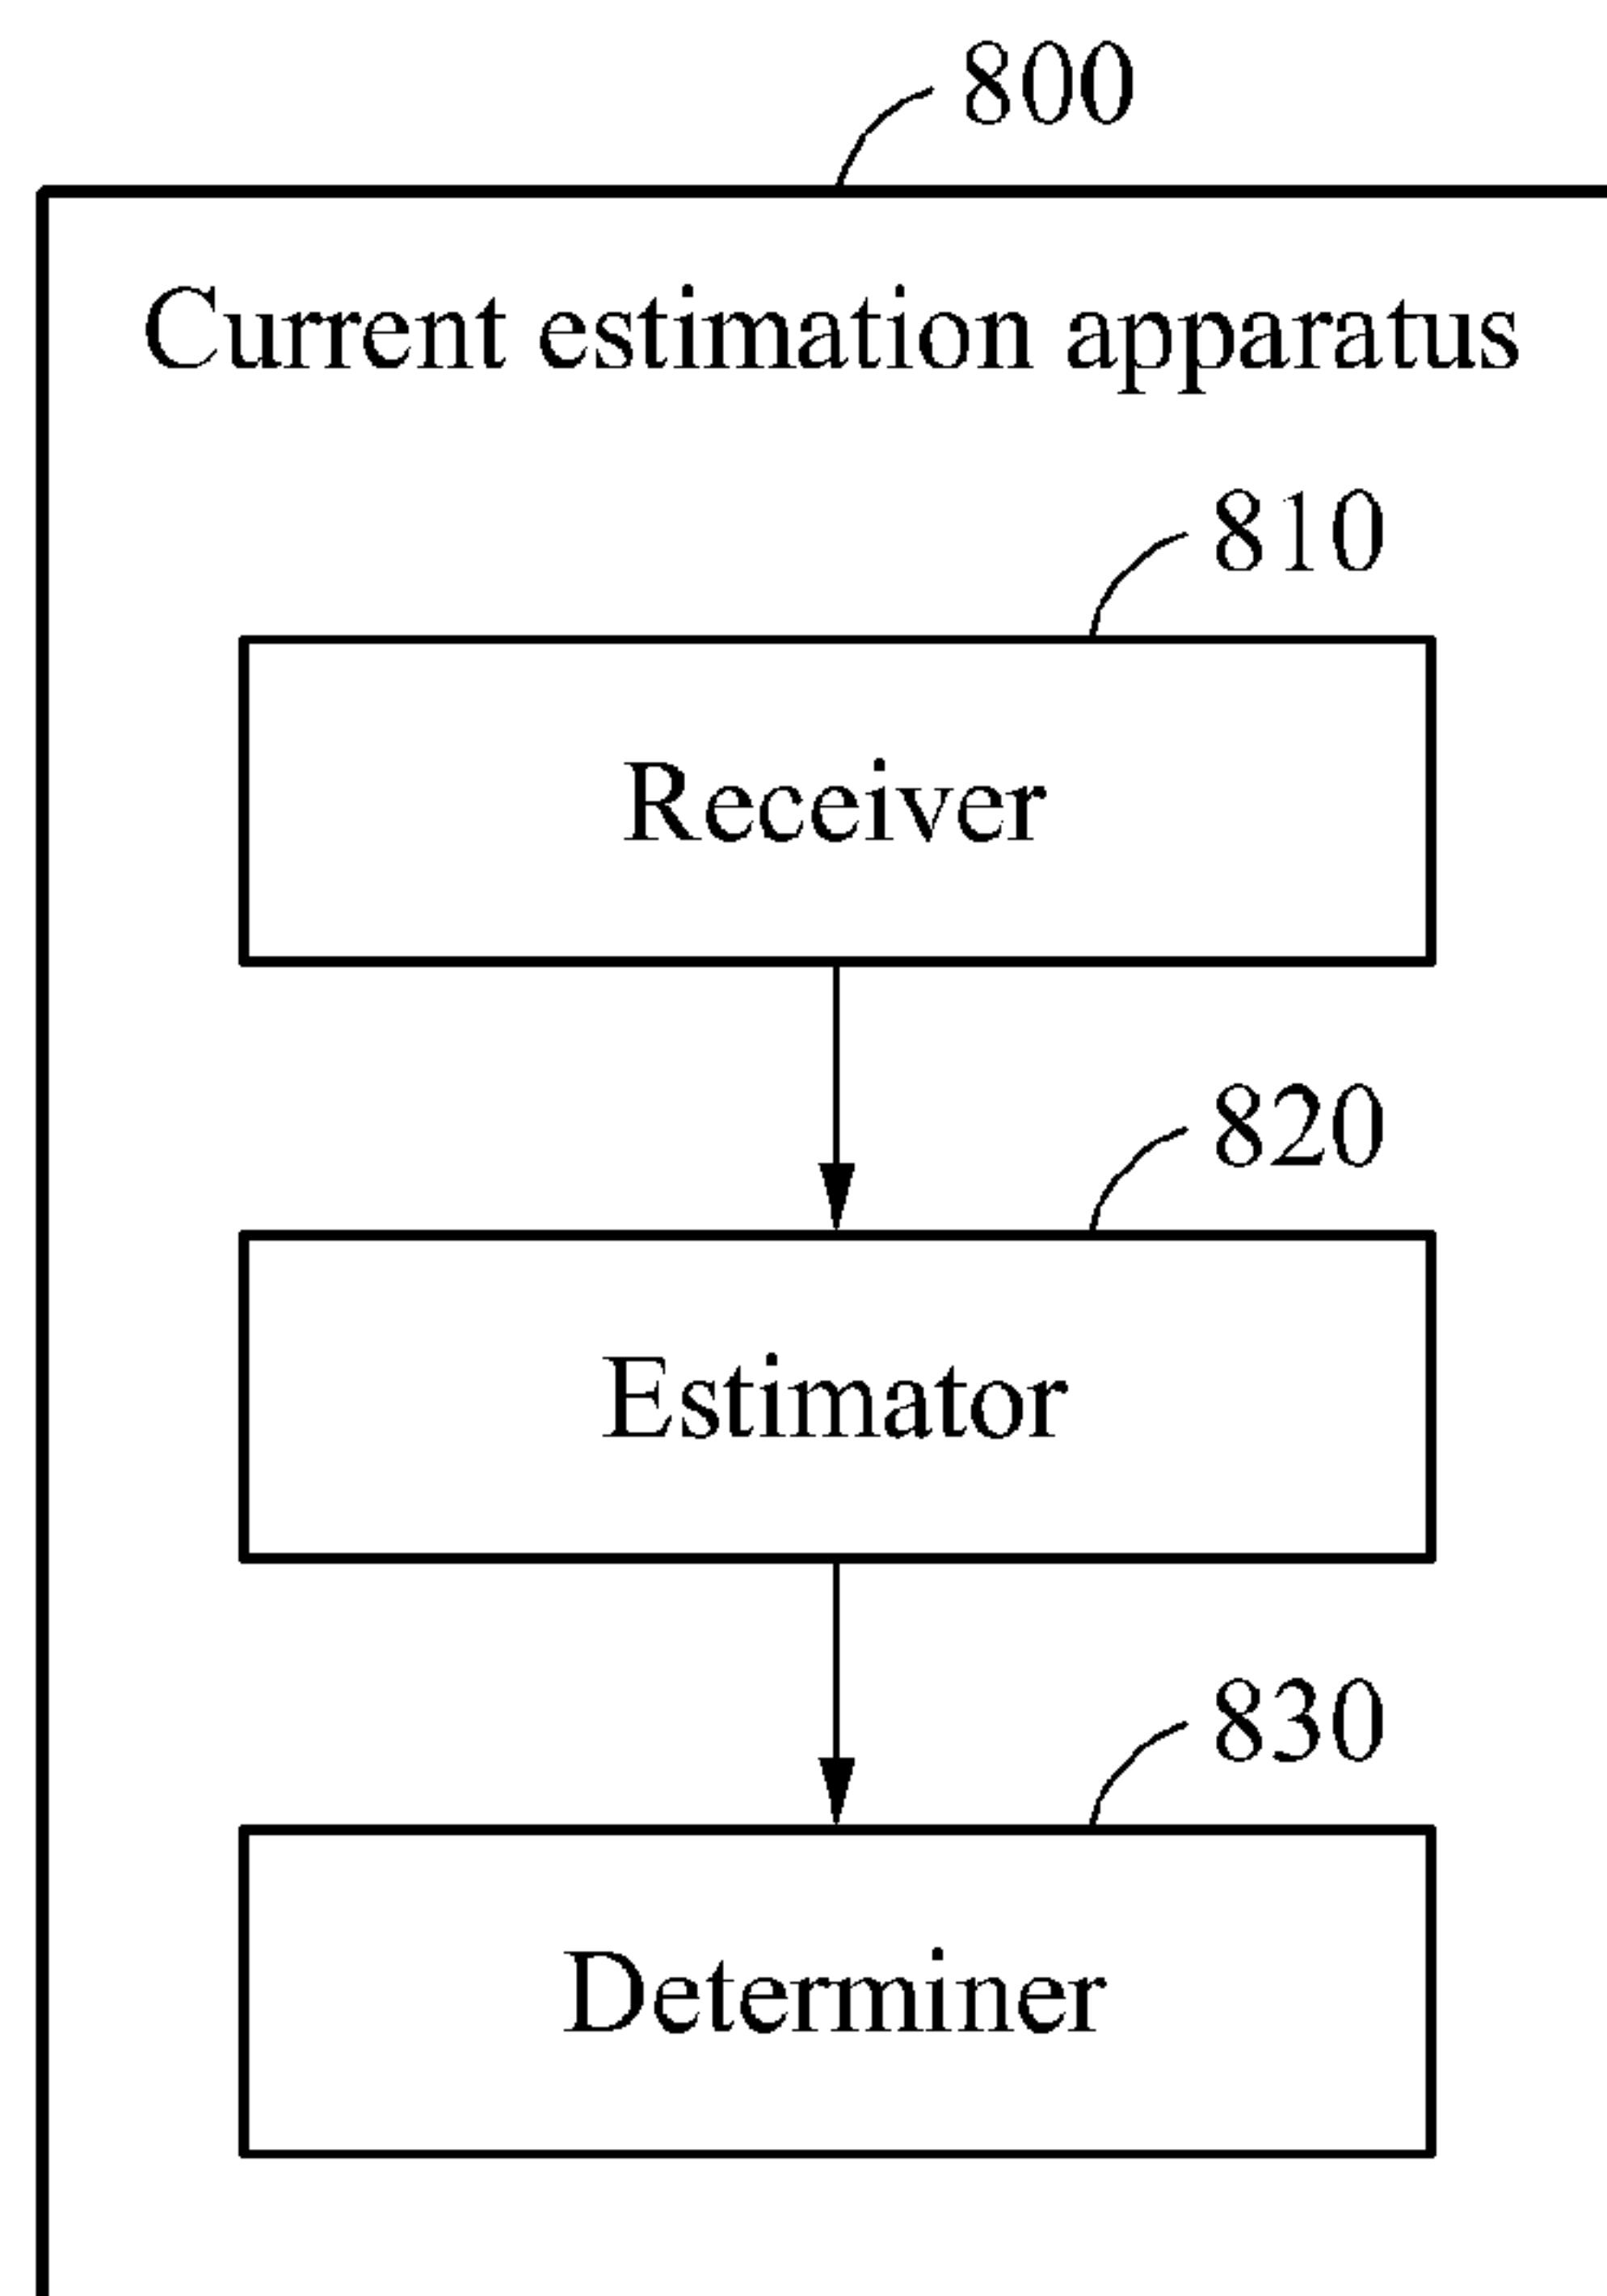 800
Current estimation apparatus
810
Receiver
820
Estimator
830
Determiner